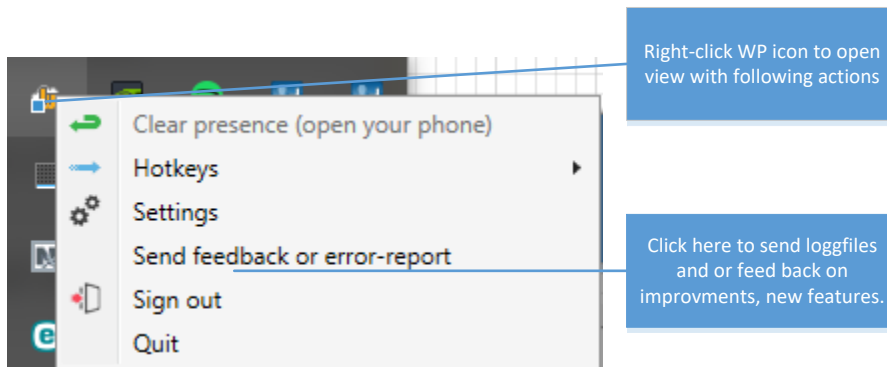 Right-click WP icon to open
view with following actions
Clear presence (open your phone)
Hotkeys
Settings
Send feedback or error-report
Sign out
Quit
Click here to send loggfiles
and or feed back on
improvments, new features.